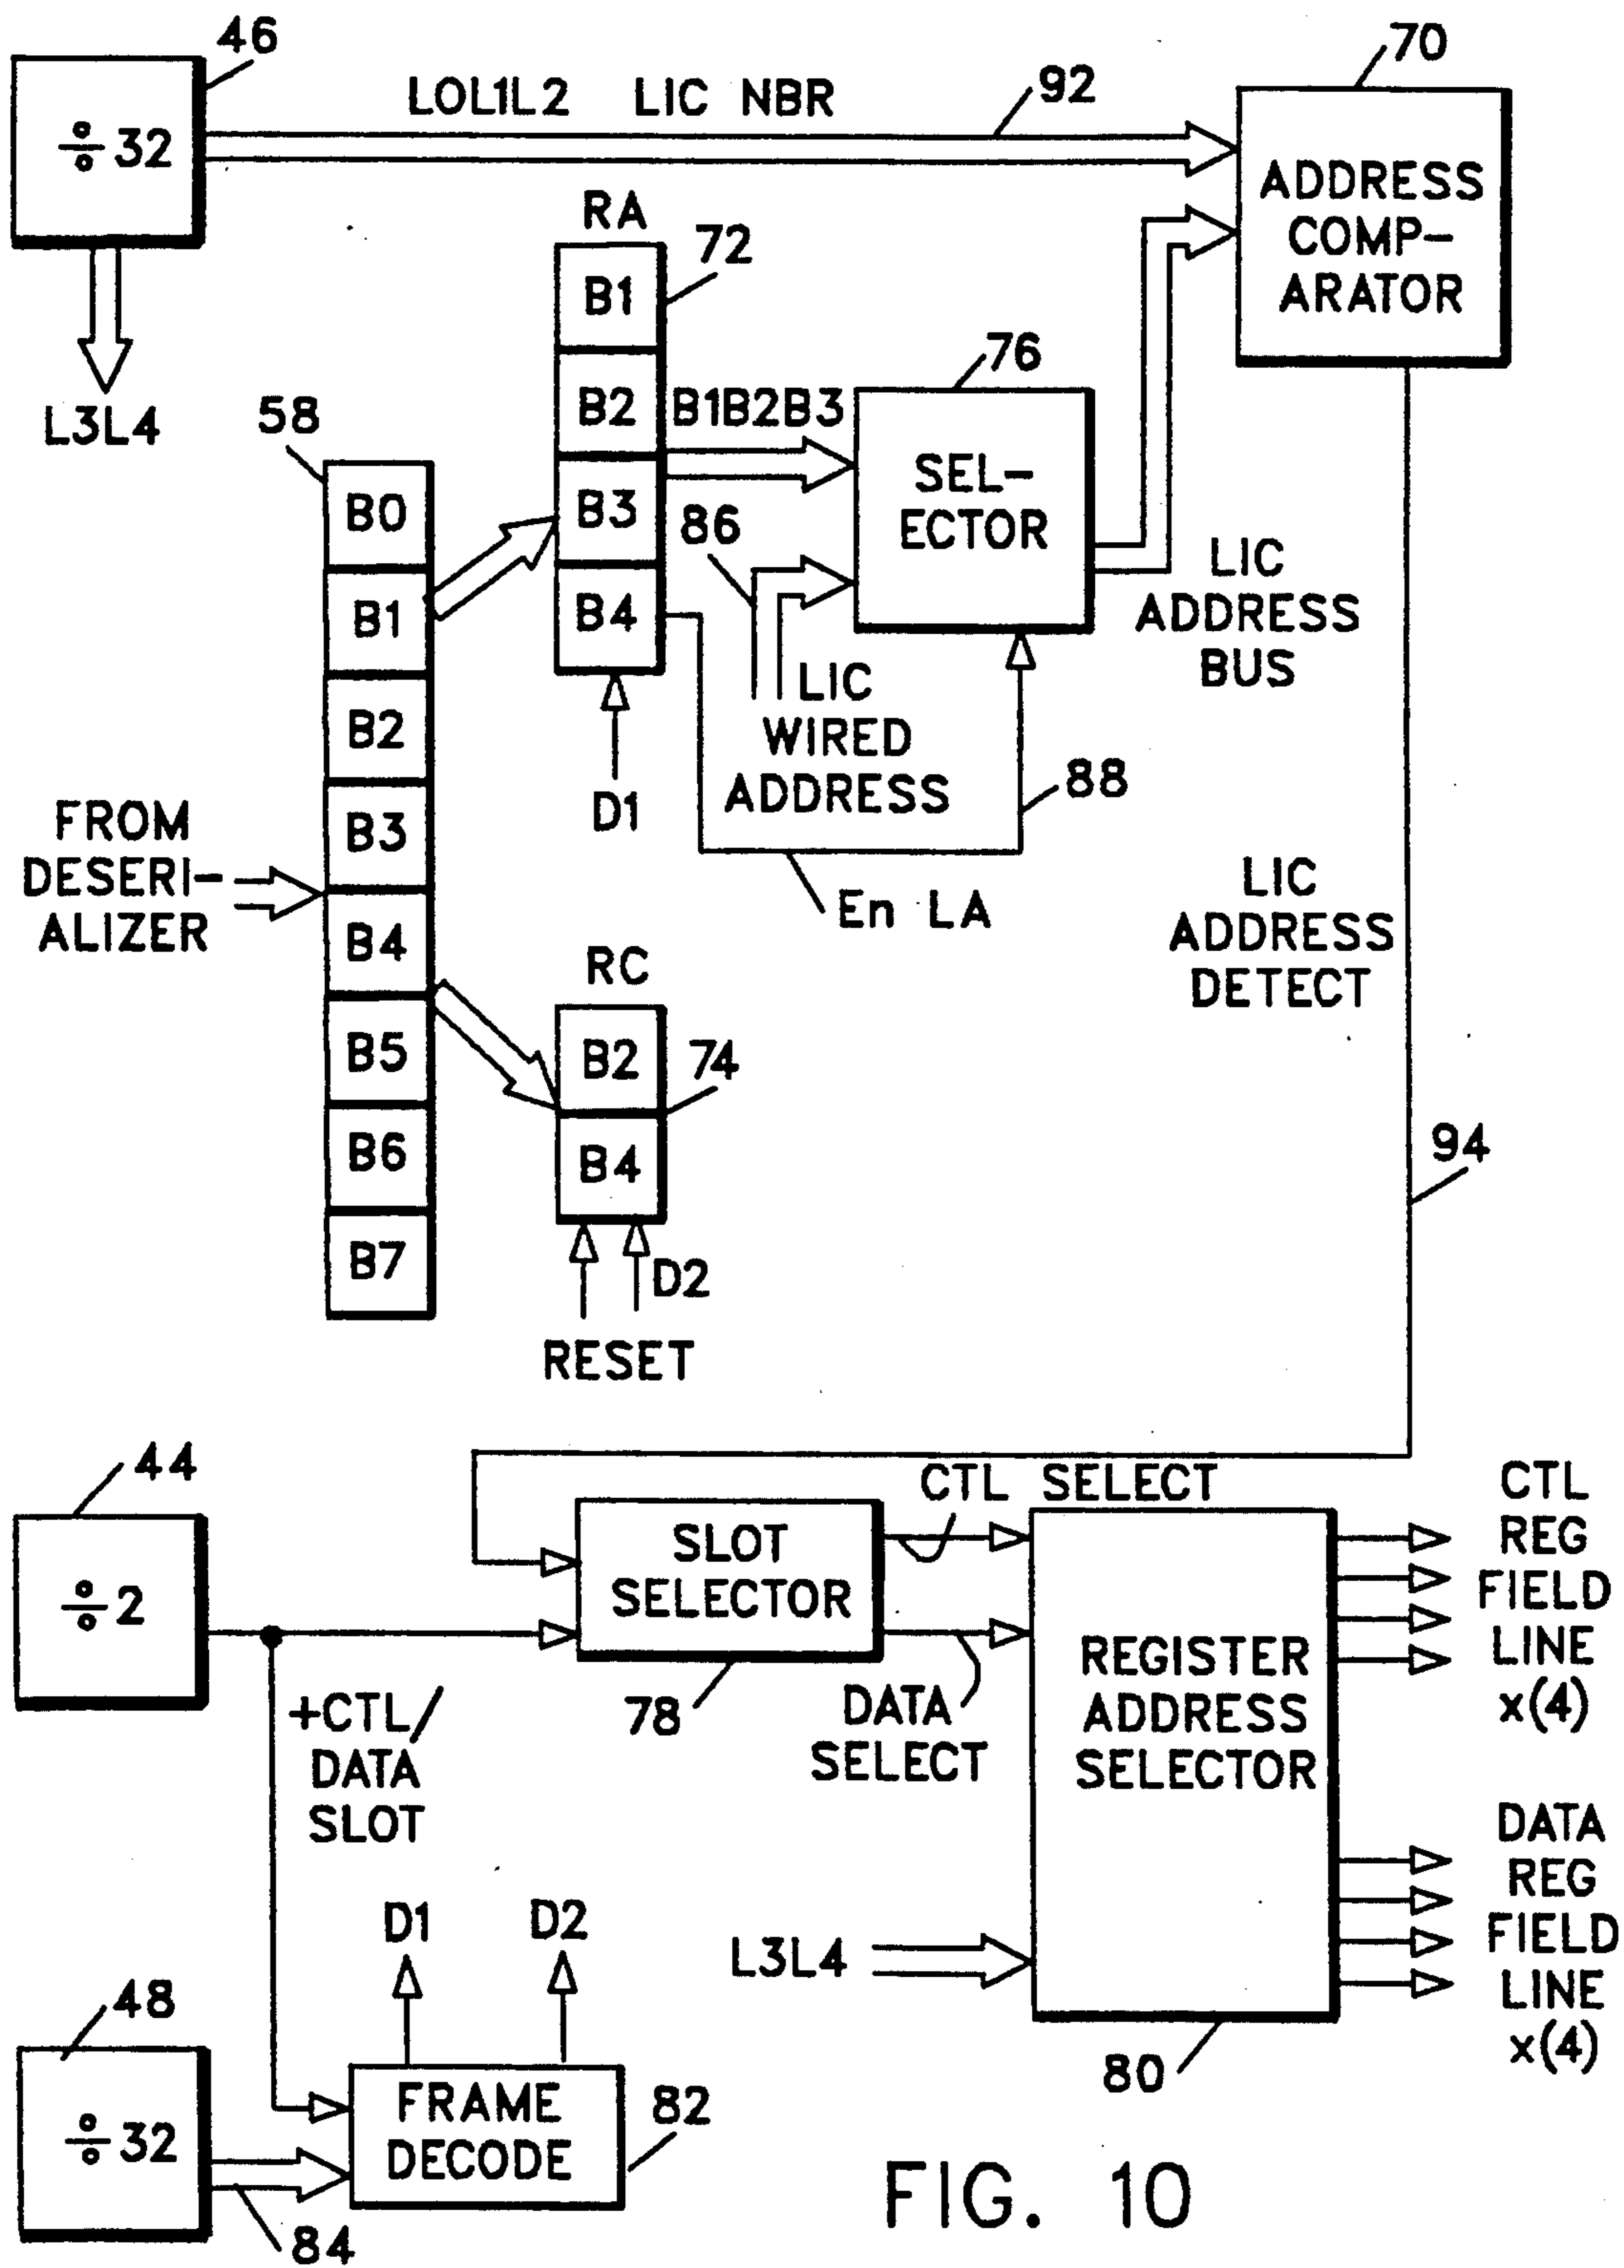 46
÷32
LOL1L2 LIC NBR
92
70
ADDRESS
COMP-
ARATOR
L3L4
RA
72
B1
B2
B3
B4
B1B2B3
76
SEL-
ECTOR
86
LIC
WIRED
ADDRESS
88
En LA
D1
LIC
ADDRESS
BUS
58
B0
B1
B2
B3
B4
B5
B6
B7
FROM
DESERI-
ALIZER
RC
B2
B4
74
D2
RESET
LIC
ADDRESS
DETECT
94
44
÷2
+CTL/
DATA
SLOT
SLOT
SELECTOR
78
CTL SELECT
DATA
SELECT
REGISTER
ADDRESS
SELECTOR
80
L3L4
CTL
REG
FIELD
LINE
x(4)
DATA
REG
FIELD
LINE
x(4)
D1
D2
48
÷32
84
FRAME
DECODE
82
FIG. 10